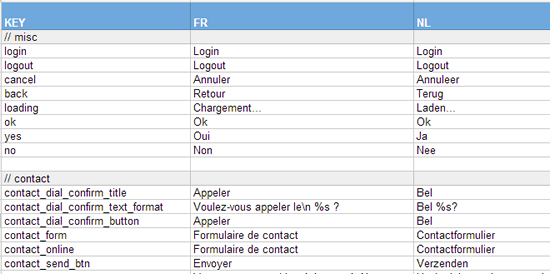 KEY FR NL
// misc
login Login Login
logout Logout Logout
cancel Annuler Annuleer
back Retour Terug
loading Chargement... Laden...
ok Ok Ok
yes Oui Ja
no Non Nee
// contact
contact_dial_confirm_title Appeler Bel
contact_dial_confirm_text_format Voulez-vous appeler le\n %s ? Bel %s?
contact_dial_confirm_button Appeler Bel
contact_form Formulaire de contact Contactformulier
contact_online Formulaire de contact Contactformulier
contact_send_btn Envoyer Verzenden